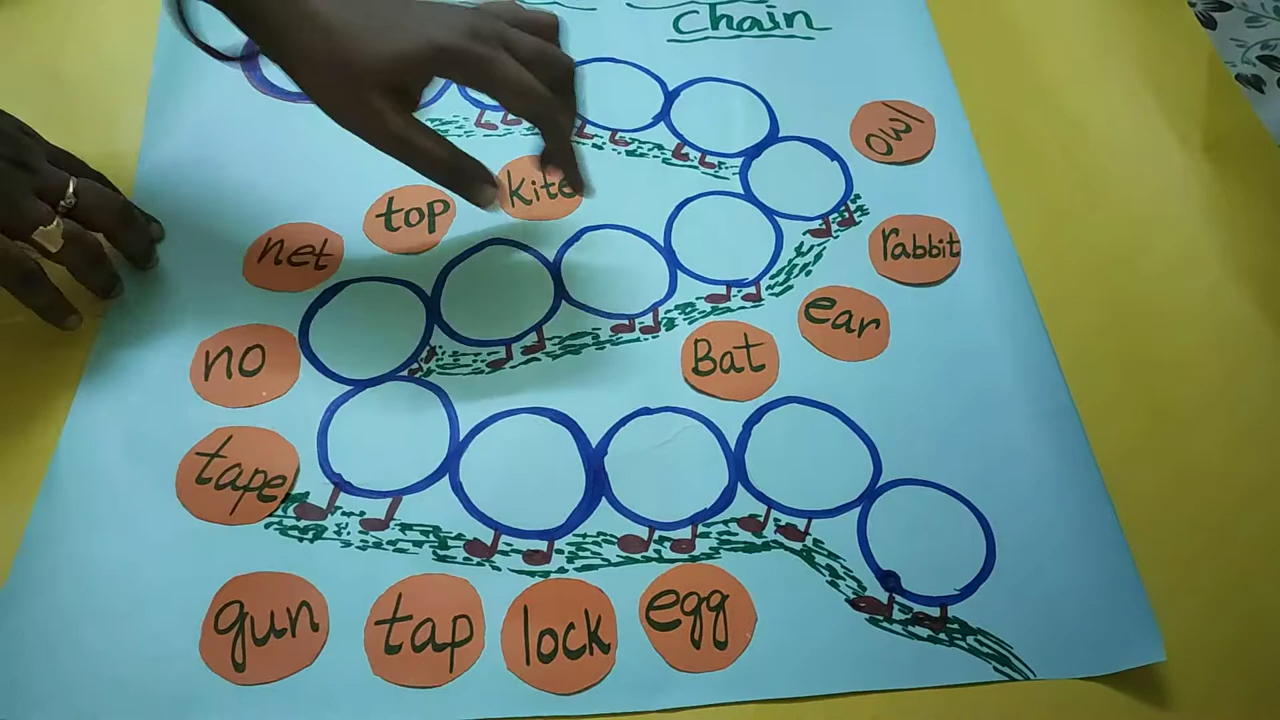 Chain
owl
kite
top
net
rabbit
ear
no
Bat
tape
gun
tap
lock
egg